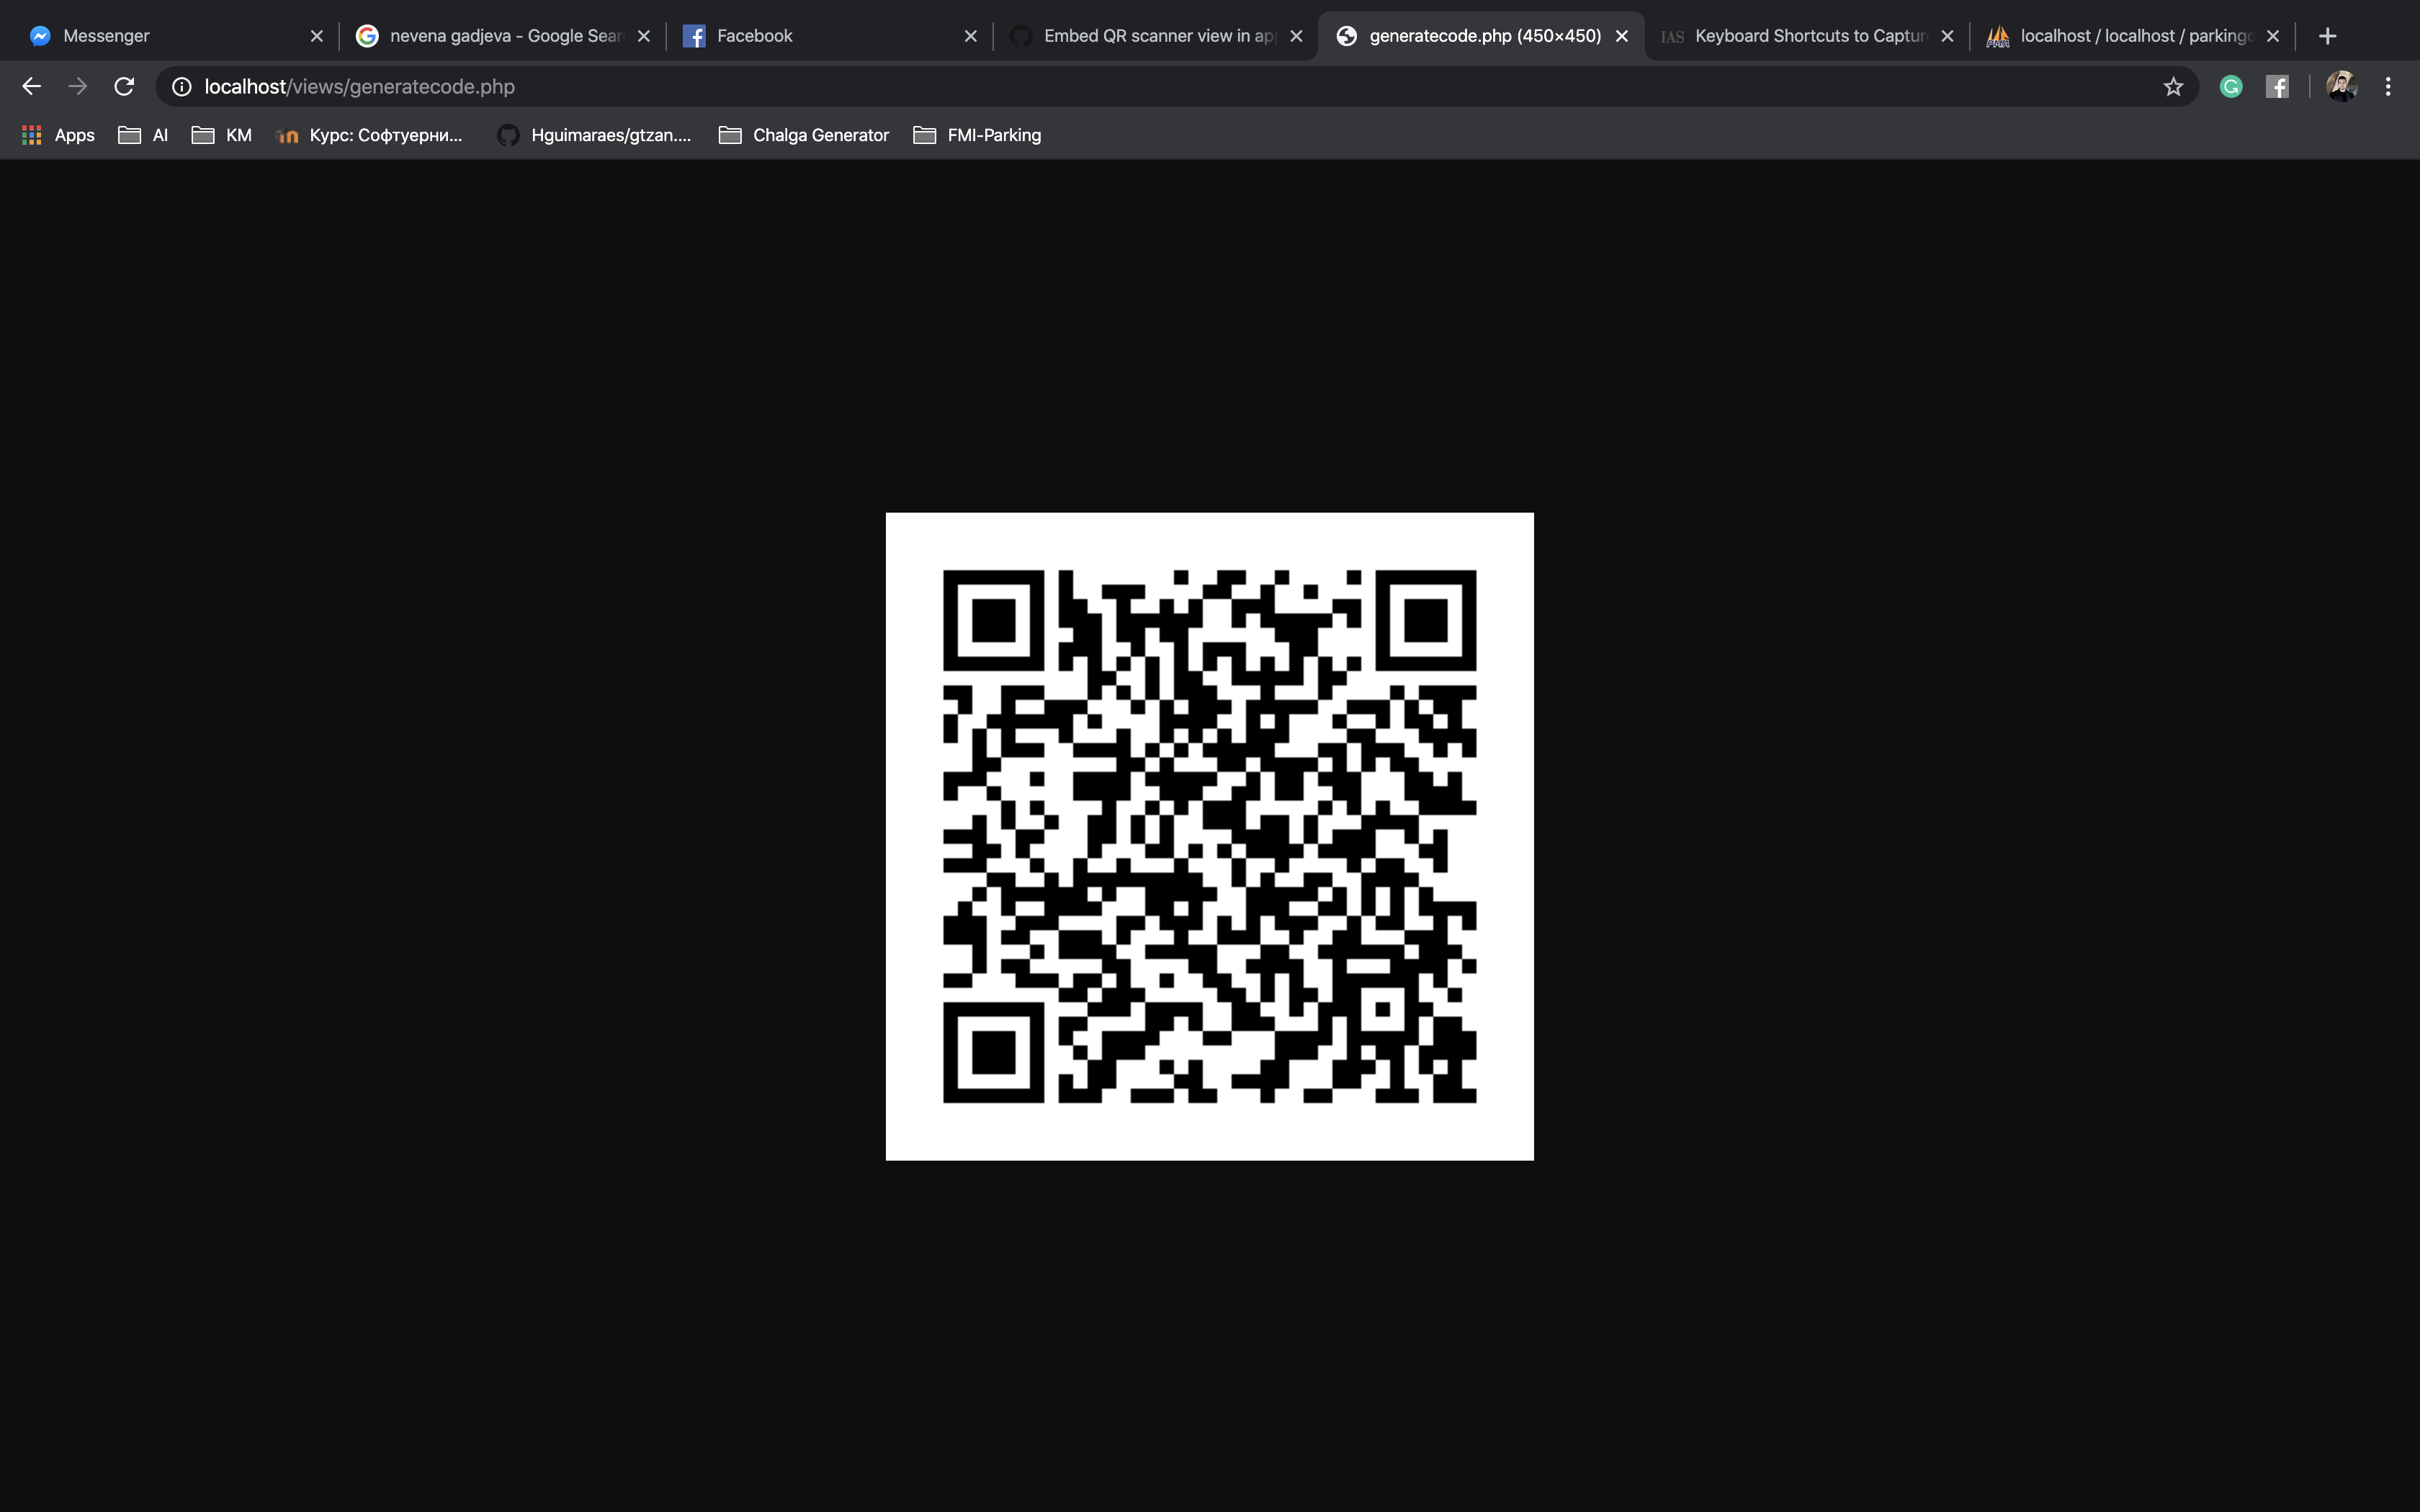 Messenger
nevena gadjeva - Google Sear
Facebook
Embed QR scanner view in ap
generatecode.php (450×450)
IAS Keyboard Shortcuts to Captur
PMA localhost / localhost / parking
localhost/views/generatecode.php
Apps
AI
KM
Курс: Софтуерни...
Hguimaraes/gtzan....
Chalga Generator
FMI-Parking